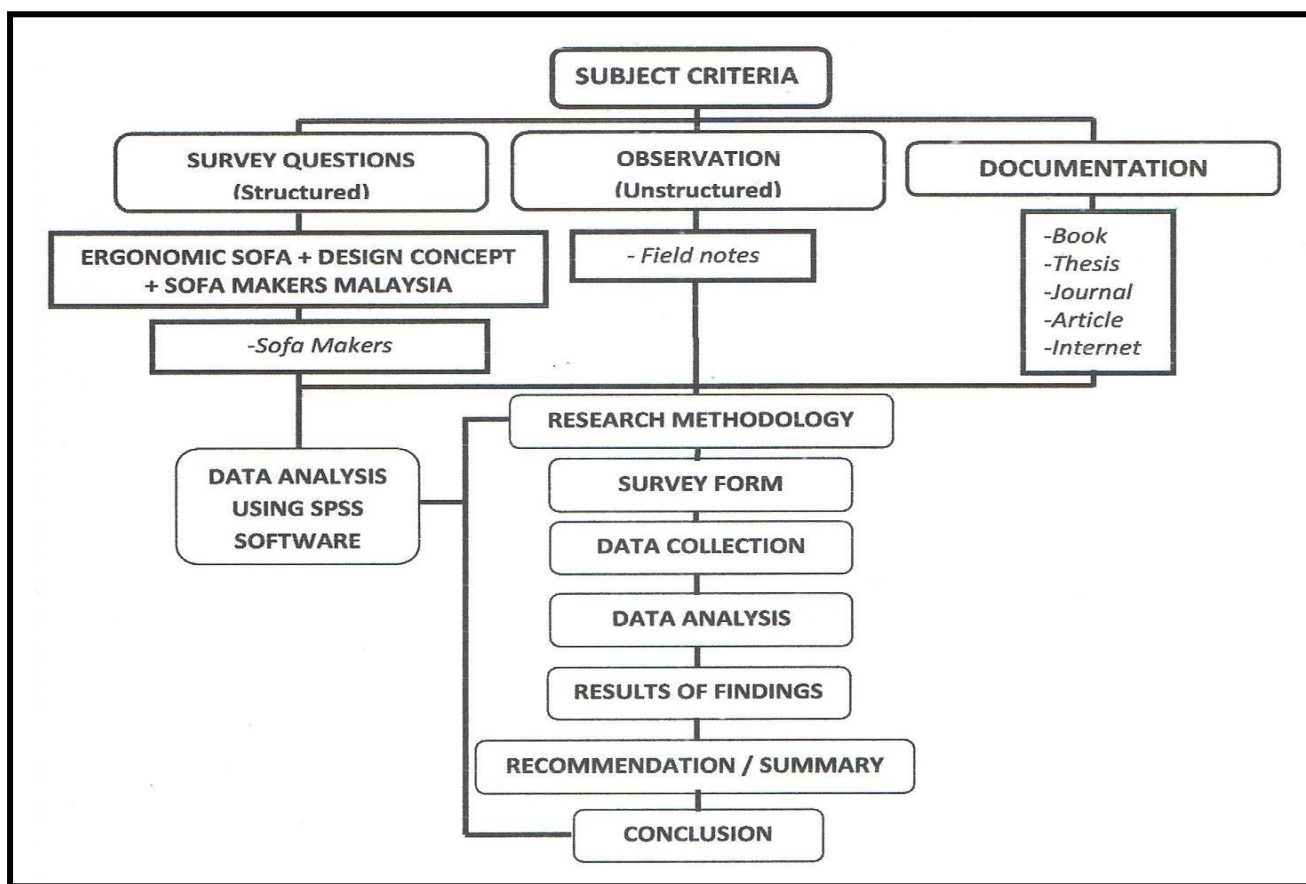 SUBJECT CRITERIA
SURVEY QUESTIONS
(Structured)
OBSERVATION
(Unstructured)
DOCUMENTATION
ERGONOMIC SOFA + DESIGN CONCEPT
+ SOFA MAKERS MALAYSIA
- Field notes
-Book
-Thesis
-Journal
-Article
-Internet
-Sofa Makers
RESEARCH METHODOLOGY
DATA ANALYSIS
USING SPSS
SOFTWARE
SURVEY FORM
DATA COLLECTION
DATA ANALYSIS
RESULTS OF FINDINGS
RECOMMENDATION / SUMMARY
CONCLUSION